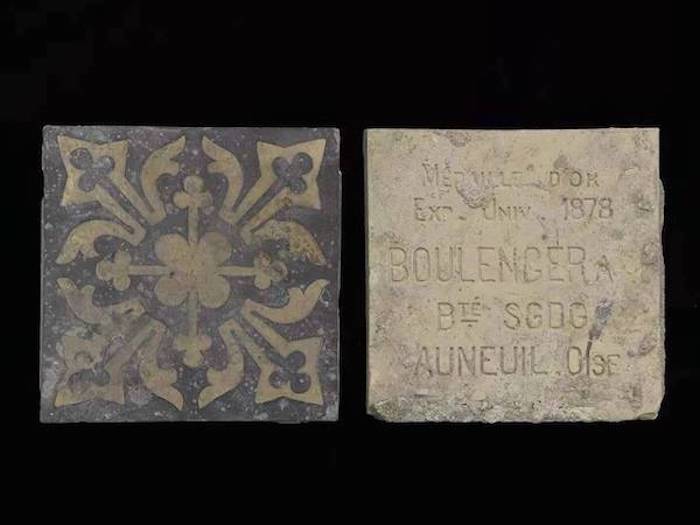 MÉDAILLE D'OR
EXP. UNIV. 1878
BOULENGER A
BTÉ SGDG
AUNEUIL. OISE